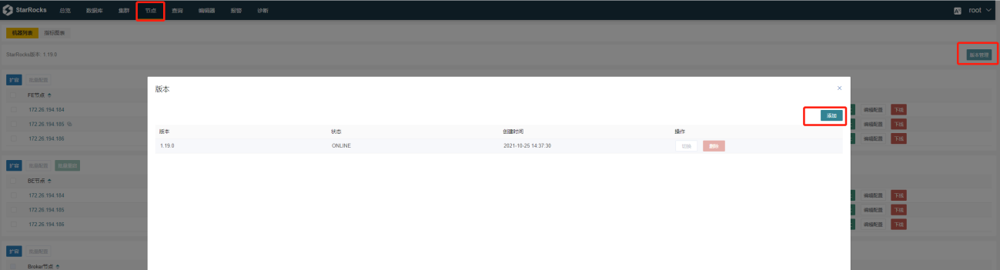 StarRocks 总览 数据库 集群 节点 查询 编辑器 报警 诊断 root
机器列表 指标图表
StarRocks版本: 1.19.0 版本管理
扩容 批量配置
FE节点
172.26.194.184 编辑配置 下线
172.26.194.185 编辑配置 下线
172.26.194.186 编辑配置 下线
版本 ×
添加
版本 状态 创建时间 操作
1.19.0 ONLINE 2021-10-25 14:37:30 切换 删除
扩容 批量配置 批量重启
BE节点
172.26.194.184 编辑配置 下线
172.26.194.185 编辑配置 下线
172.26.194.186 编辑配置 下线
扩容 批量配置
Broker节点